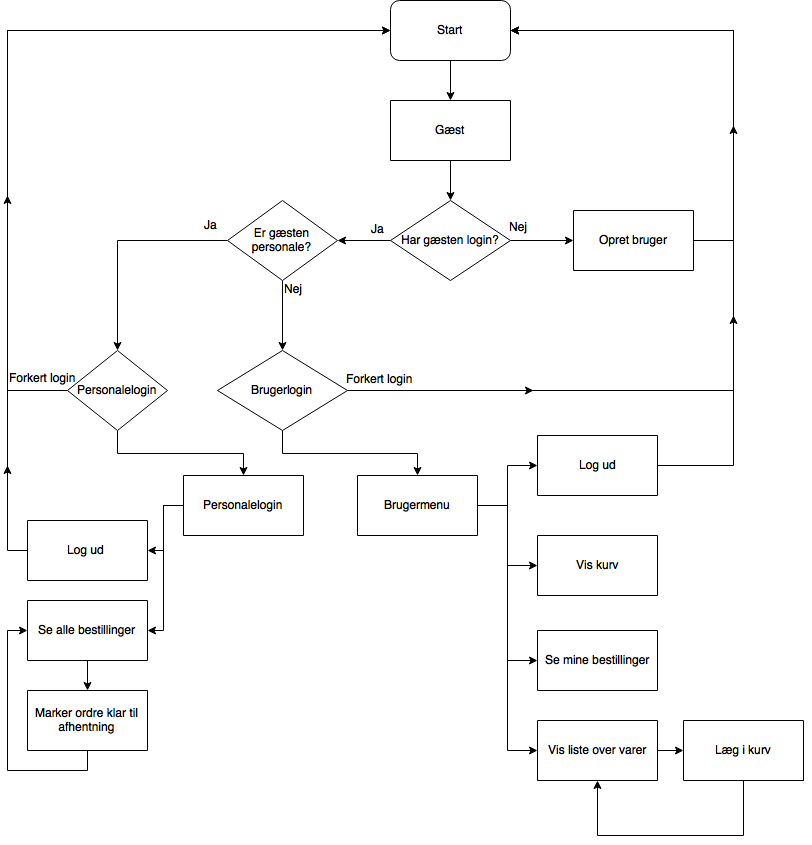 Start
Gæst
Ja
Er gæsten
personale?
Ja
Har gæsten login?
Nej
Opret bruger
Nej
Forkert login
Personalelogin
Brugerlogin
Forkert login
Log ud
Personalelogin
Brugermenu
Log ud
Vis kurv
Se alle bestillinger
Se mine bestillinger
Marker ordre klar til
afhentning
Vis liste over varer
Læg i kurv